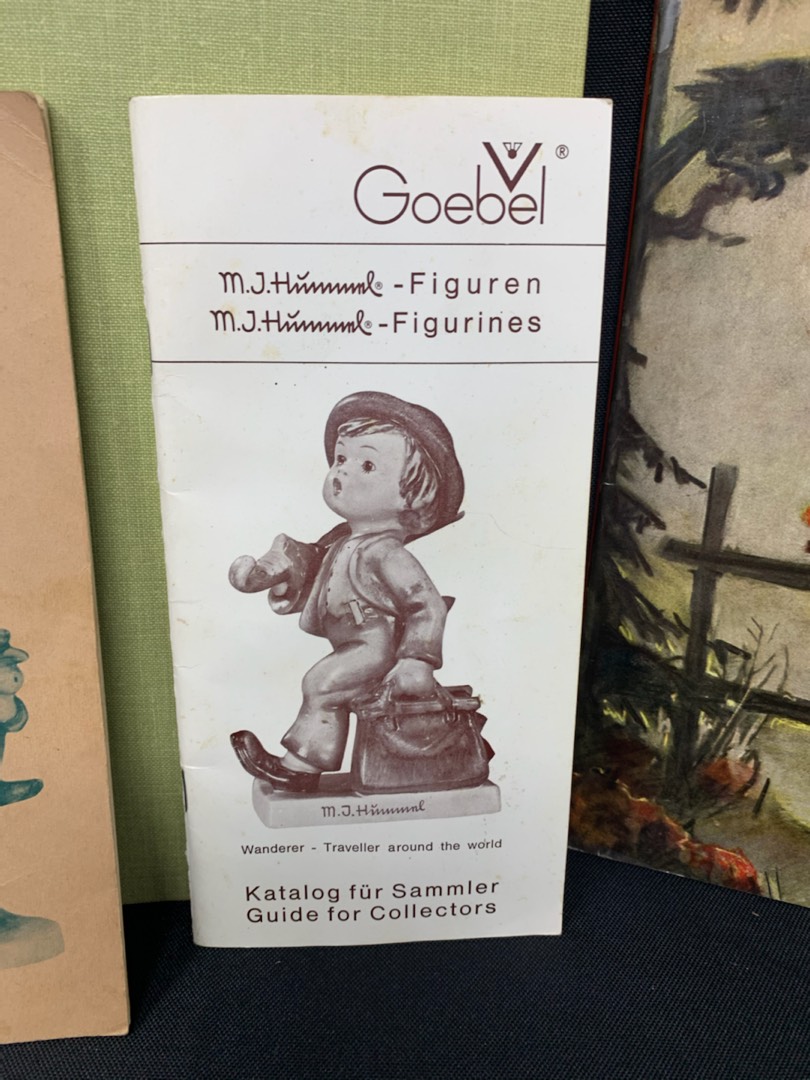 Goebel ®
M.J.Hummel® -Figuren
M.J.Hummel® -Figurines
M.J.Hummel
Wanderer - Traveller around the world
Katalog für Sammler
Guide for Collectors